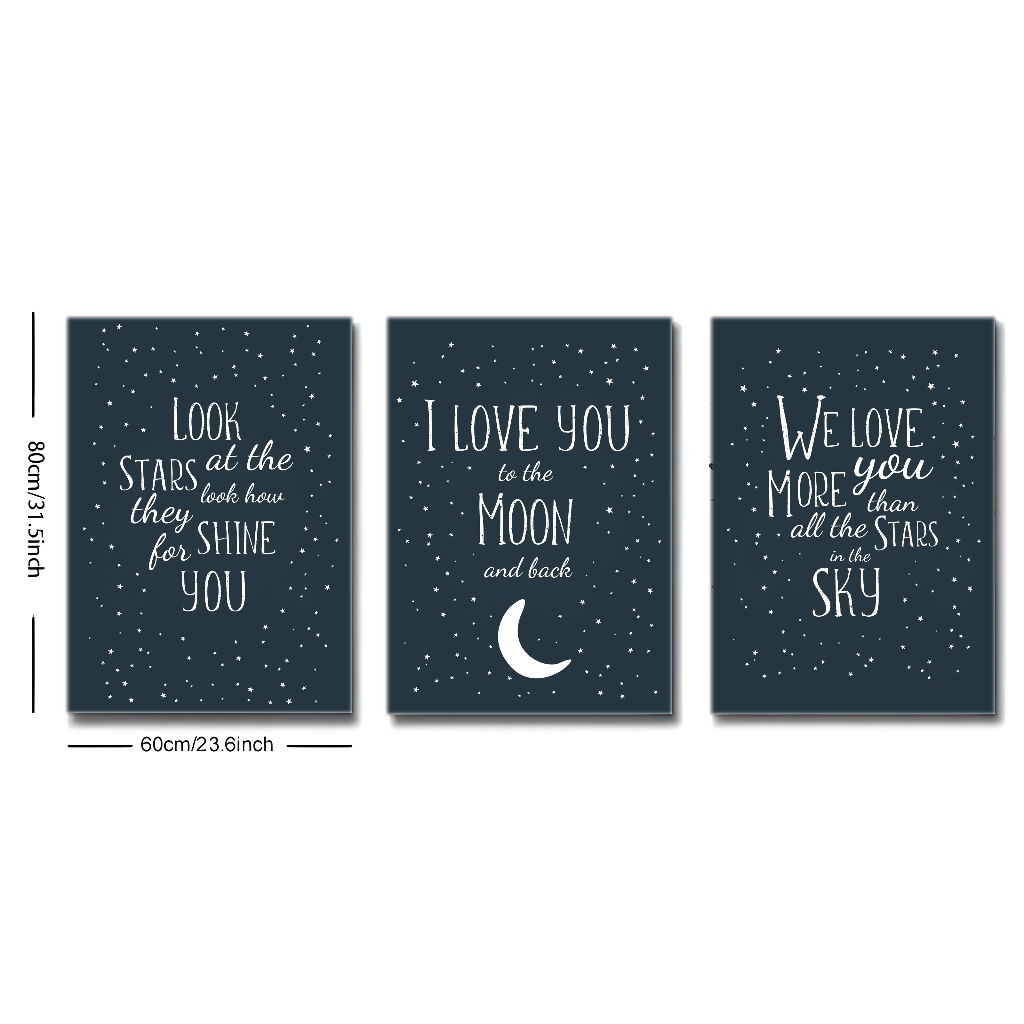 LOOK
at the
STARS
look how
they
SHINE
for
YOU
I LOVE YOU
to the
MOON
and back
WE LOVE
you
MORE
than
all the STARS
in the
SKY
80cm/31.5inch
60cm/23.6inch